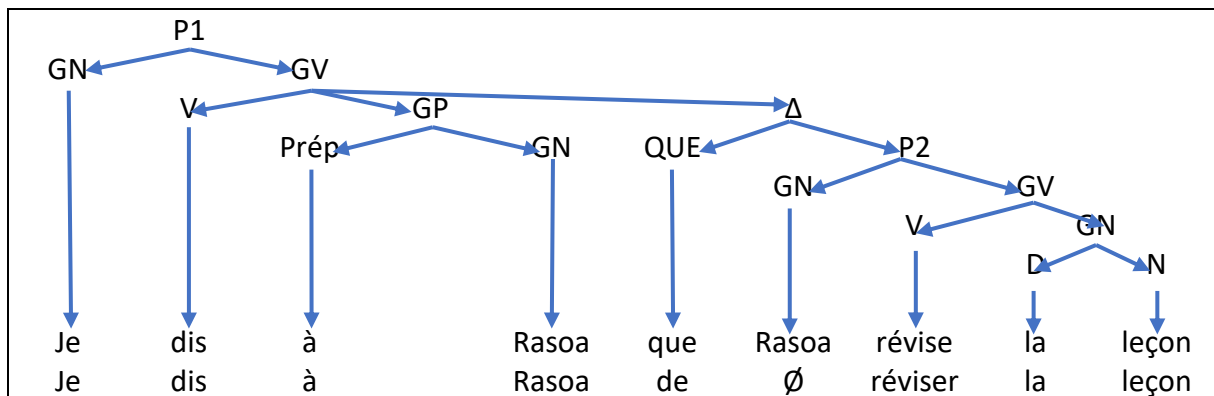 P1
GN GV
V GP Δ
Prép GN QUE P2
GN GV
V GN
D N
Je dis à Rasoa que Rasoa révise la leçon
Je dis à Rasoa de Ø réviser la leçon